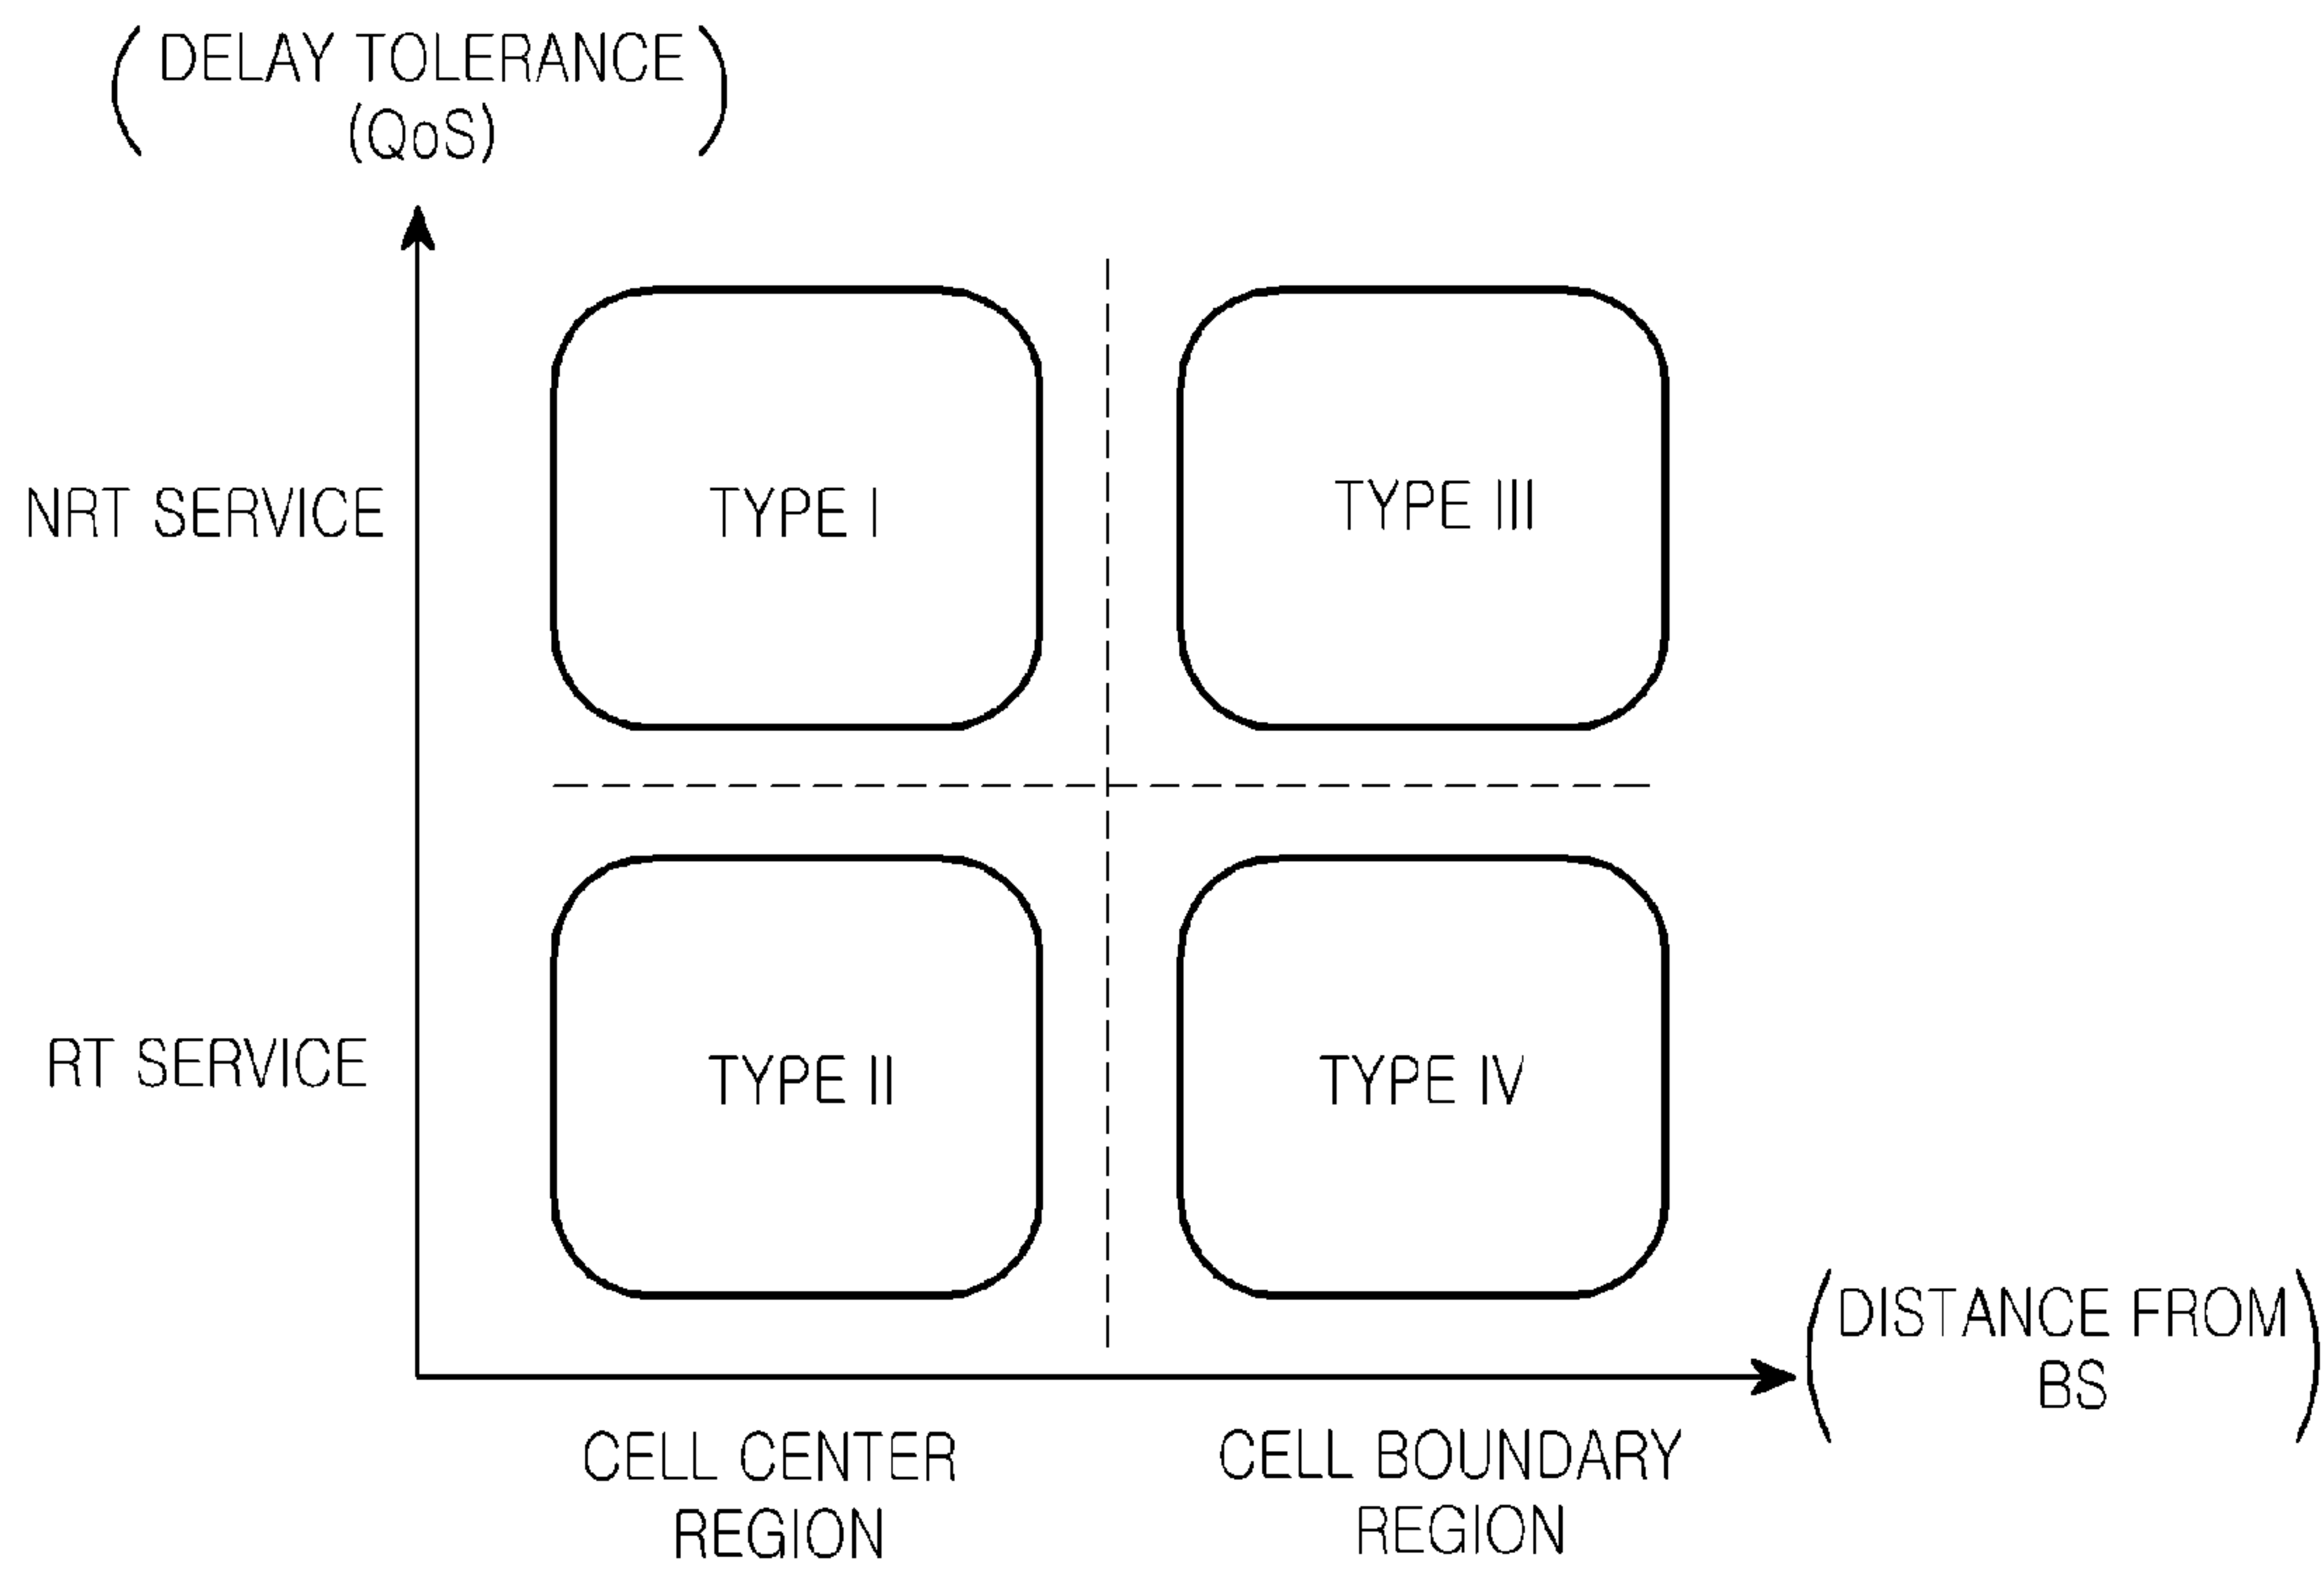 DELAY TOLERANCE
(QoS)
NRT SERVICE
TYPE I
TYPE III
RT SERVICE
TYPE II
TYPE IV
(DISTANCE FROM
BS)
CELL CENTER
REGION
CELL BOUNDARY
REGION